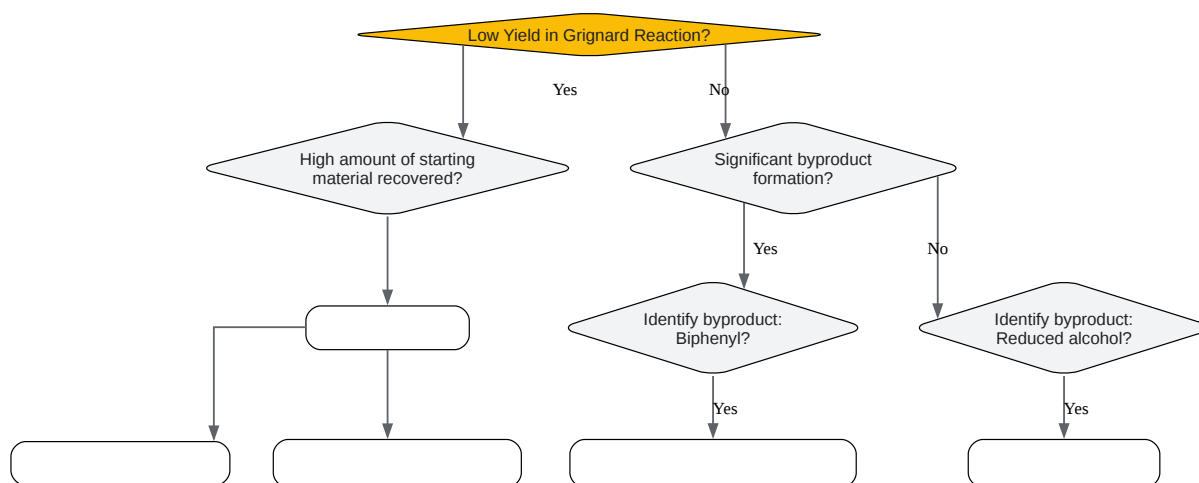 Low Yield in Grignard Reaction?
Yes
No
High amount of starting
material recovered?
Significant byproduct
formation?
Yes
No
Identify byproduct:
Biphenyl?
Identify byproduct:
Reduced alcohol?
Yes
Yes